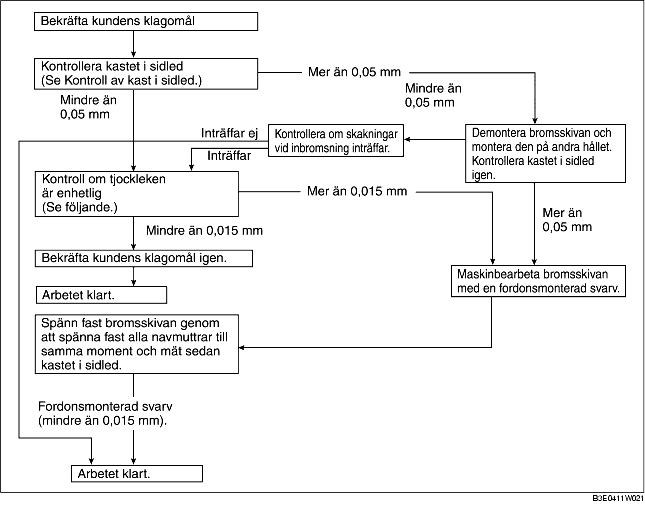 Bekräfta kundens klagomål
Kontrollera kastet i sidled
(Se Kontroll av kast i sidled.)
Mer än 0,05 mm
Mindre än
0,05 mm
Mindre än
0,05 mm
Demontera bromsskivan och
montera den på andra hållet.
Kontrollera kastet i sidled
igen.
Kontrollera om skakningar
vid inbromsning inträffar.
Inträffar ej
Inträffar
Kontroll om tjockleken
är enhetlig
(Se följande.)
Mer än 0,015 mm
Mer än
0,05 mm
Mindre än 0,015 mm
Bekräfta kundens klagomål igen.
Maskinbearbeta bromsskivan
med en fordonsmonterad svarv.
Arbetet klart.
Spänn fast bromsskivan genom
att spänna fast alla navmuttrar till
samma moment och mät sedan
kastet i sidled.
Fordonsmonterad svarv
(mindre än 0,015 mm).
Arbetet klart.
B3E0411W021